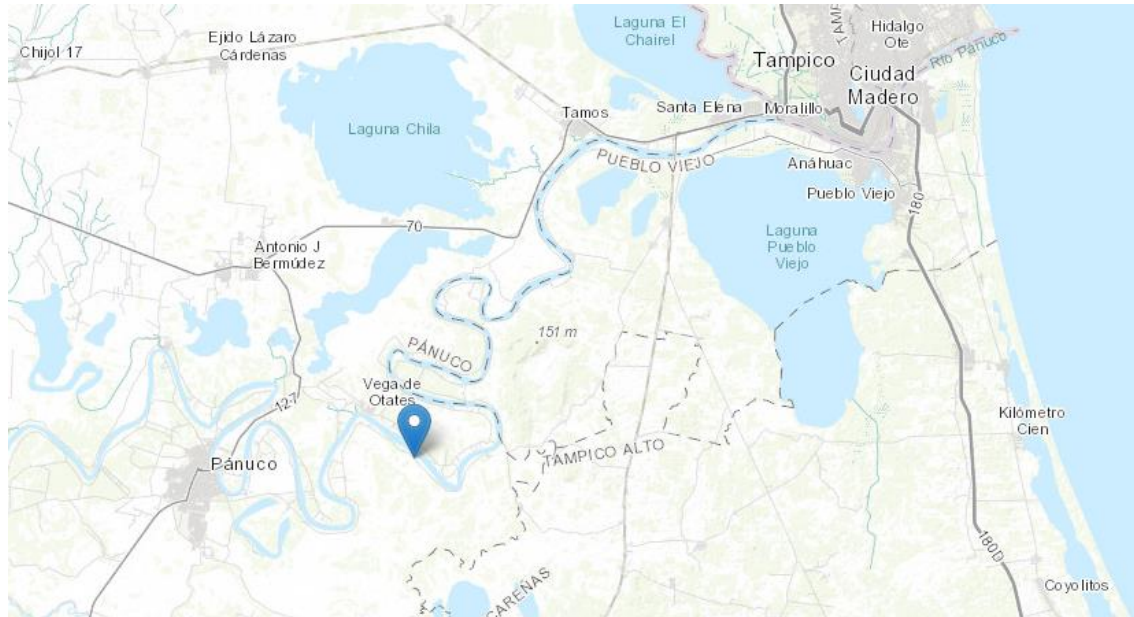 Laguna El
Chairel
TAM
Hidalgo
Ote
Río Pánuco
Chijol 17
Ejido Lázaro
Cárdenas
Tampico
Ciudad
Madero
Laguna Chila
Tamos
Santa Elena
Moralillo
PUEBLO VIEJO
Anáhuac
Pueblo Viejo
180
70
Antonio J
Bermúdez
Laguna
Pueblo
Viejo
151 m
PÁNUCO
Vega de
Otates
127
Kilómetro
Cien
Pánuco
TAMPICO ALTO
180D
CAREÑAS
Coyolitos